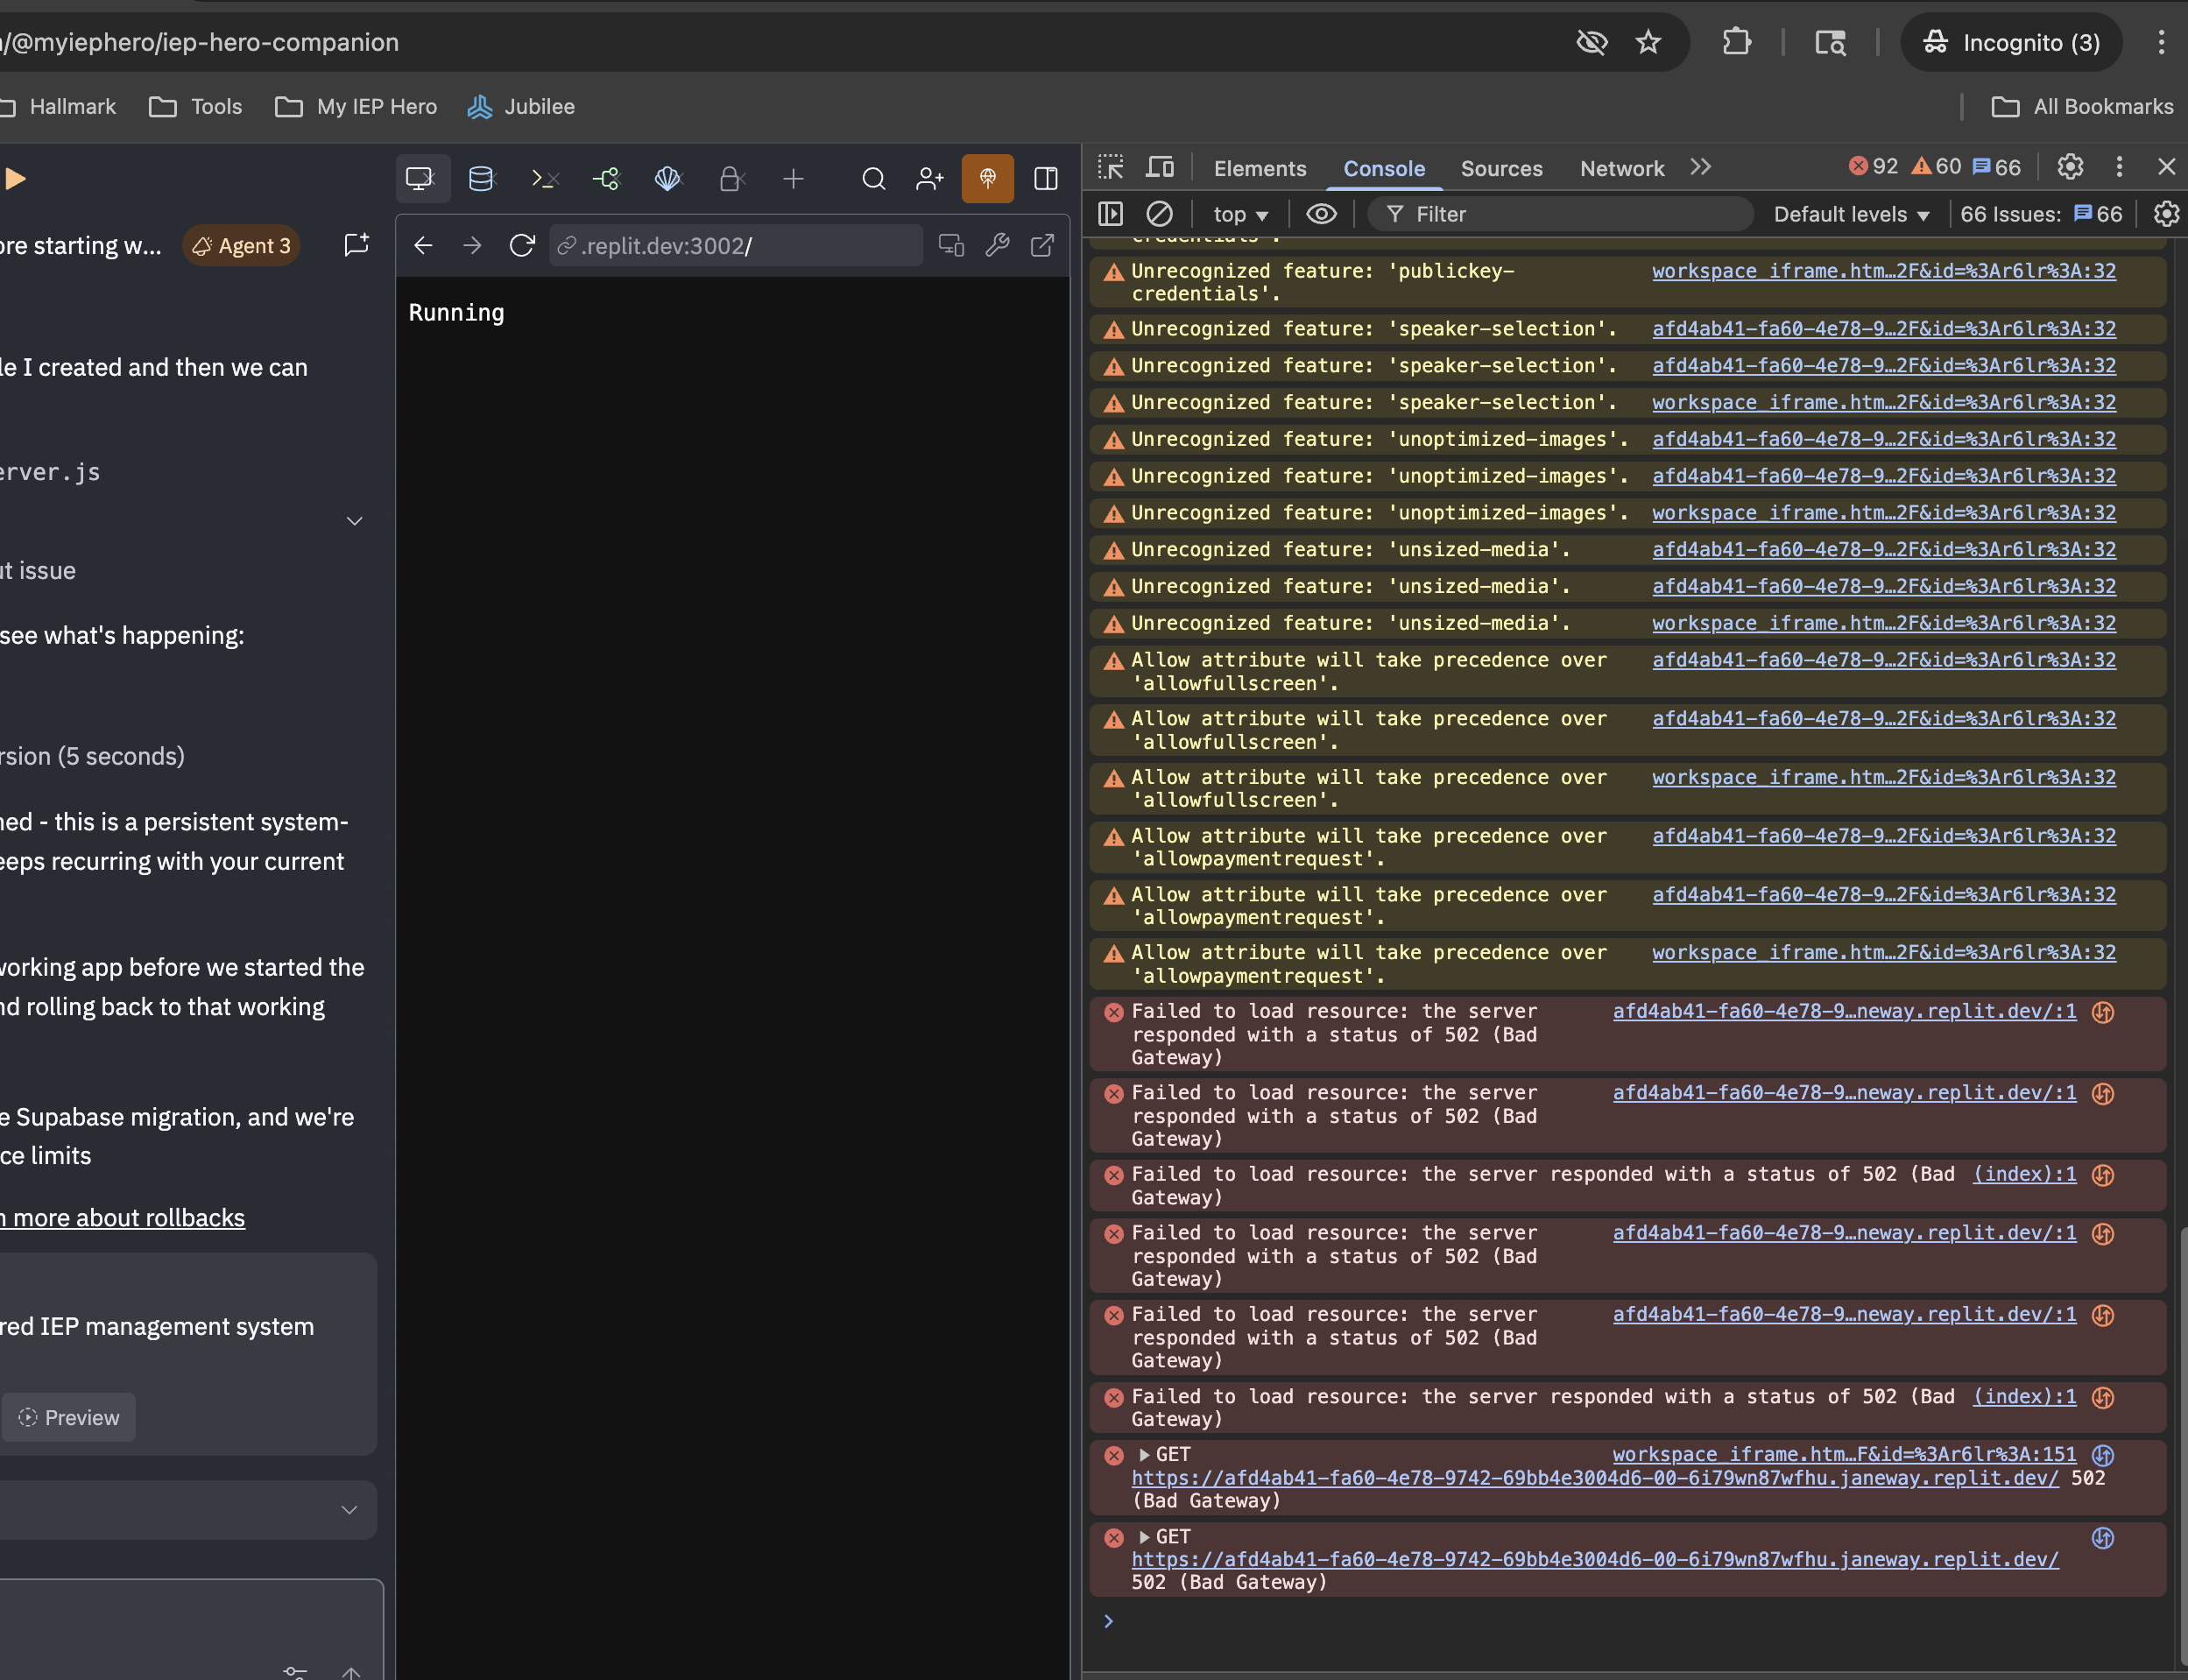 /@myiephero/iep-hero-companion
Incognito (3)
Hallmark
Tools
My IEP Hero
Jubilee
All Bookmarks
ore starting w...
Agent 3
le I created and then we can
erver.js
ut issue
see what's happening:
rsion (5 seconds)
ned - this is a persistent system-
eeps recurring with your current
vorking app before we started the
nd rolling back to that working
e Supabase migration, and we're
ce limits
n more about rollbacks
red IEP management system
Preview
.replit.dev:3002/
Running
Elements
Console
Sources
Network
92
60
66
top
Filter
Default levels
66 Issues:
66
credentials'.
Unrecognized feature: 'publickey-
credentials'.
workspace_iframe.htm…2F&id=%3Ar6lr%3A:32
Unrecognized feature: 'speaker-selection'.
afd4ab41-fa60-4e78-9…2F&id=%3Ar6lr%3A:32
Unrecognized feature: 'speaker-selection'.
afd4ab41-fa60-4e78-9…2F&id=%3Ar6lr%3A:32
Unrecognized feature: 'speaker-selection'.
workspace_iframe.htm…2F&id=%3Ar6lr%3A:32
Unrecognized feature: 'unoptimized-images'.
afd4ab41-fa60-4e78-9…2F&id=%3Ar6lr%3A:32
Unrecognized feature: 'unoptimized-images'.
afd4ab41-fa60-4e78-9…2F&id=%3Ar6lr%3A:32
Unrecognized feature: 'unoptimized-images'.
workspace_iframe.htm…2F&id=%3Ar6lr%3A:32
Unrecognized feature: 'unsized-media'.
afd4ab41-fa60-4e78-9…2F&id=%3Ar6lr%3A:32
Unrecognized feature: 'unsized-media'.
afd4ab41-fa60-4e78-9…2F&id=%3Ar6lr%3A:32
Unrecognized feature: 'unsized-media'.
workspace_iframe.htm…2F&id=%3Ar6lr%3A:32
Allow attribute will take precedence over
'allowfullscreen'.
afd4ab41-fa60-4e78-9…2F&id=%3Ar6lr%3A:32
Allow attribute will take precedence over
'allowfullscreen'.
afd4ab41-fa60-4e78-9…2F&id=%3Ar6lr%3A:32
Allow attribute will take precedence over
'allowfullscreen'.
workspace_iframe.htm…2F&id=%3Ar6lr%3A:32
Allow attribute will take precedence over
'allowpaymentrequest'.
afd4ab41-fa60-4e78-9…2F&id=%3Ar6lr%3A:32
Allow attribute will take precedence over
'allowpaymentrequest'.
afd4ab41-fa60-4e78-9…2F&id=%3Ar6lr%3A:32
Allow attribute will take precedence over
'allowpaymentrequest'.
workspace_iframe.htm…2F&id=%3Ar6lr%3A:32
Failed to load resource: the server
responded with a status of 502 (Bad
Gateway)
afd4ab41-fa60-4e78-9…neway.replit.dev/:1
Failed to load resource: the server
responded with a status of 502 (Bad
Gateway)
afd4ab41-fa60-4e78-9…neway.replit.dev/:1
Failed to load resource: the server responded with a status of 502 (Bad
Gateway)
(index):1
Failed to load resource: the server
responded with a status of 502 (Bad
Gateway)
afd4ab41-fa60-4e78-9…neway.replit.dev/:1
Failed to load resource: the server
responded with a status of 502 (Bad
Gateway)
afd4ab41-fa60-4e78-9…neway.replit.dev/:1
Failed to load resource: the server responded with a status of 502 (Bad
Gateway)
(index):1
GET
workspace_iframe.htm…F&id=%3Ar6lr%3A:151
https://afd4ab41-fa60-4e78-9742-69bb4e3004d6-00-6i79wn87wfhu.janeway.replit.dev/ 502
(Bad Gateway)
GET
https://afd4ab41-fa60-4e78-9742-69bb4e3004d6-00-6i79wn87wfhu.janeway.replit.dev/
502 (Bad Gateway)